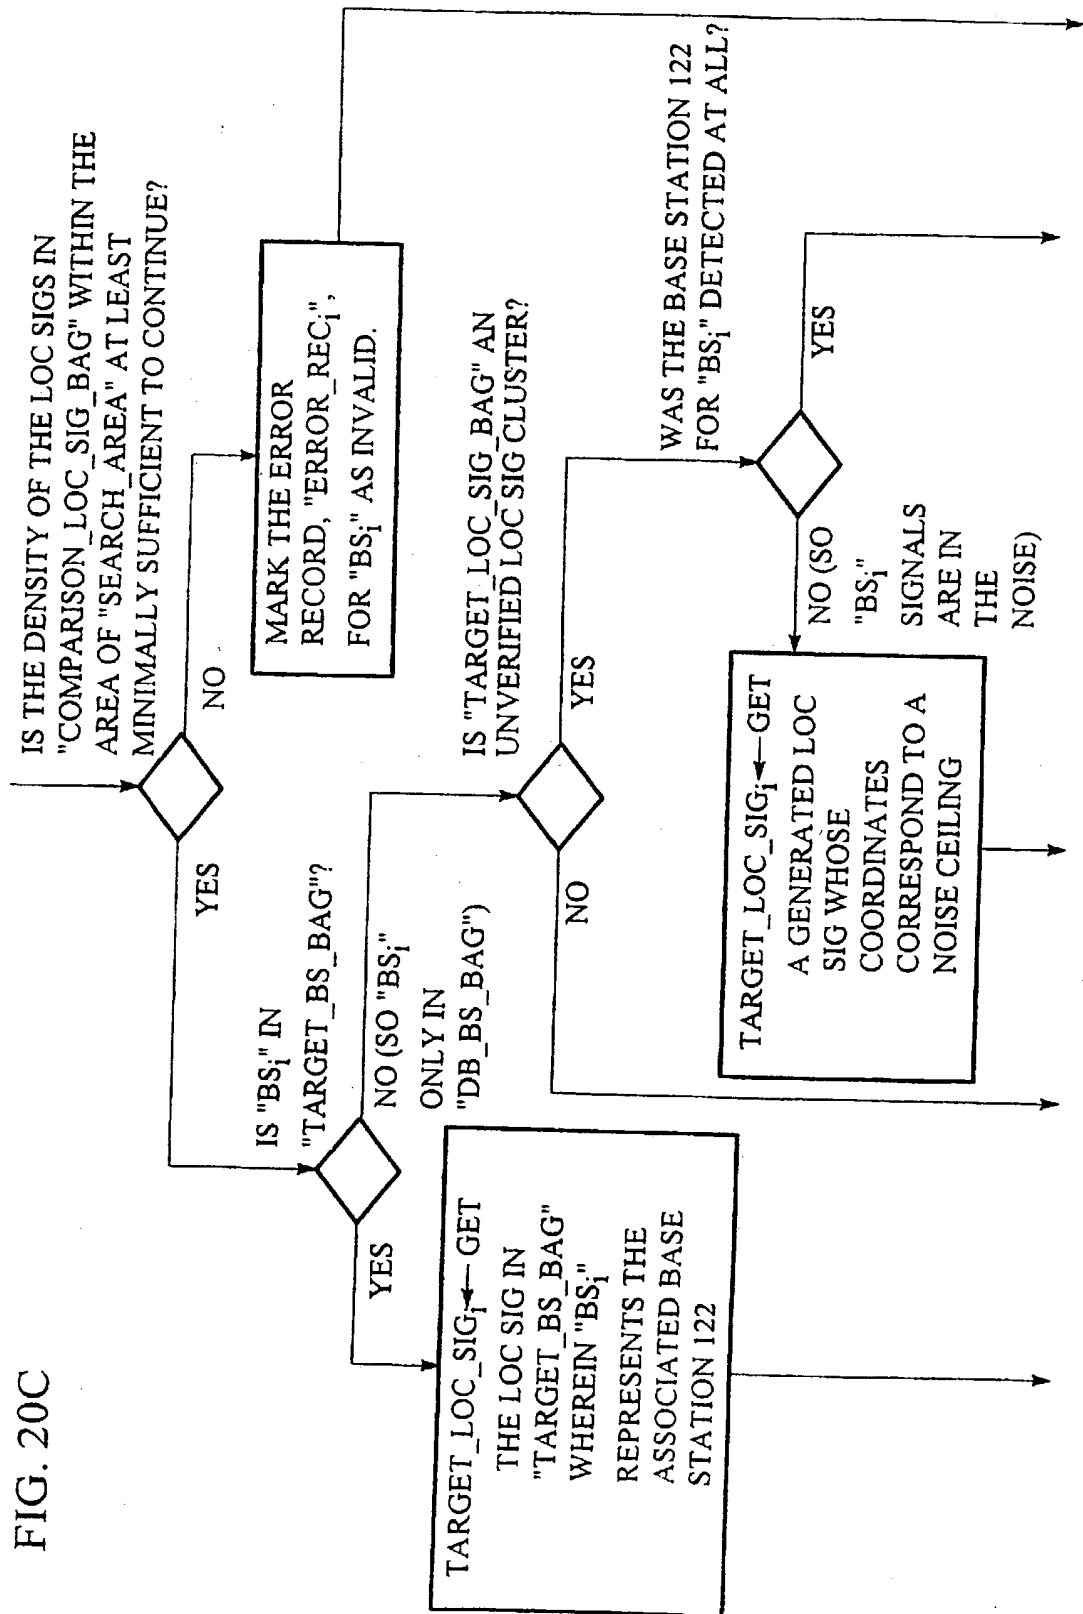 FIG. 20C
IS THE DENSITY OF THE LOC SIGS IN
"COMPARISON_LOC_SIG_BAG" WITHIN THE
AREA OF "SEARCH_AREA" AT LEAST
MINIMALLY SUFFICIENT TO CONTINUE?
YES
NO
MARK THE ERROR
RECORD, "ERROR_RECi",
FOR "BSi" AS INVALID.
IS "BSi" IN
"TARGET_BS_BAG"?
YES
NO (SO "BSi"
ONLY IN
"DB_BS_BAG")
TARGET_LOC_SIGi ← GET
THE LOC SIG IN
"TARGET_BS_BAG"
WHEREIN "BSi"
REPRESENTS THE
ASSOCIATED BASE
STATION 122
IS "TARGET_LOC_SIG_BAG" AN
UNVERIFIED LOC SIG CLUSTER?
NO
YES
WAS THE BASE STATION 122
FOR "BSi" DETECTED AT ALL?
NO (SO
"BSi"
SIGNALS
ARE IN
THE
NOISE)
YES
TARGET_LOC_SIGi ← GET
A GENERATED LOC
SIG WHOSE
COORDINATES
CORRESPOND TO A
NOISE CEILING